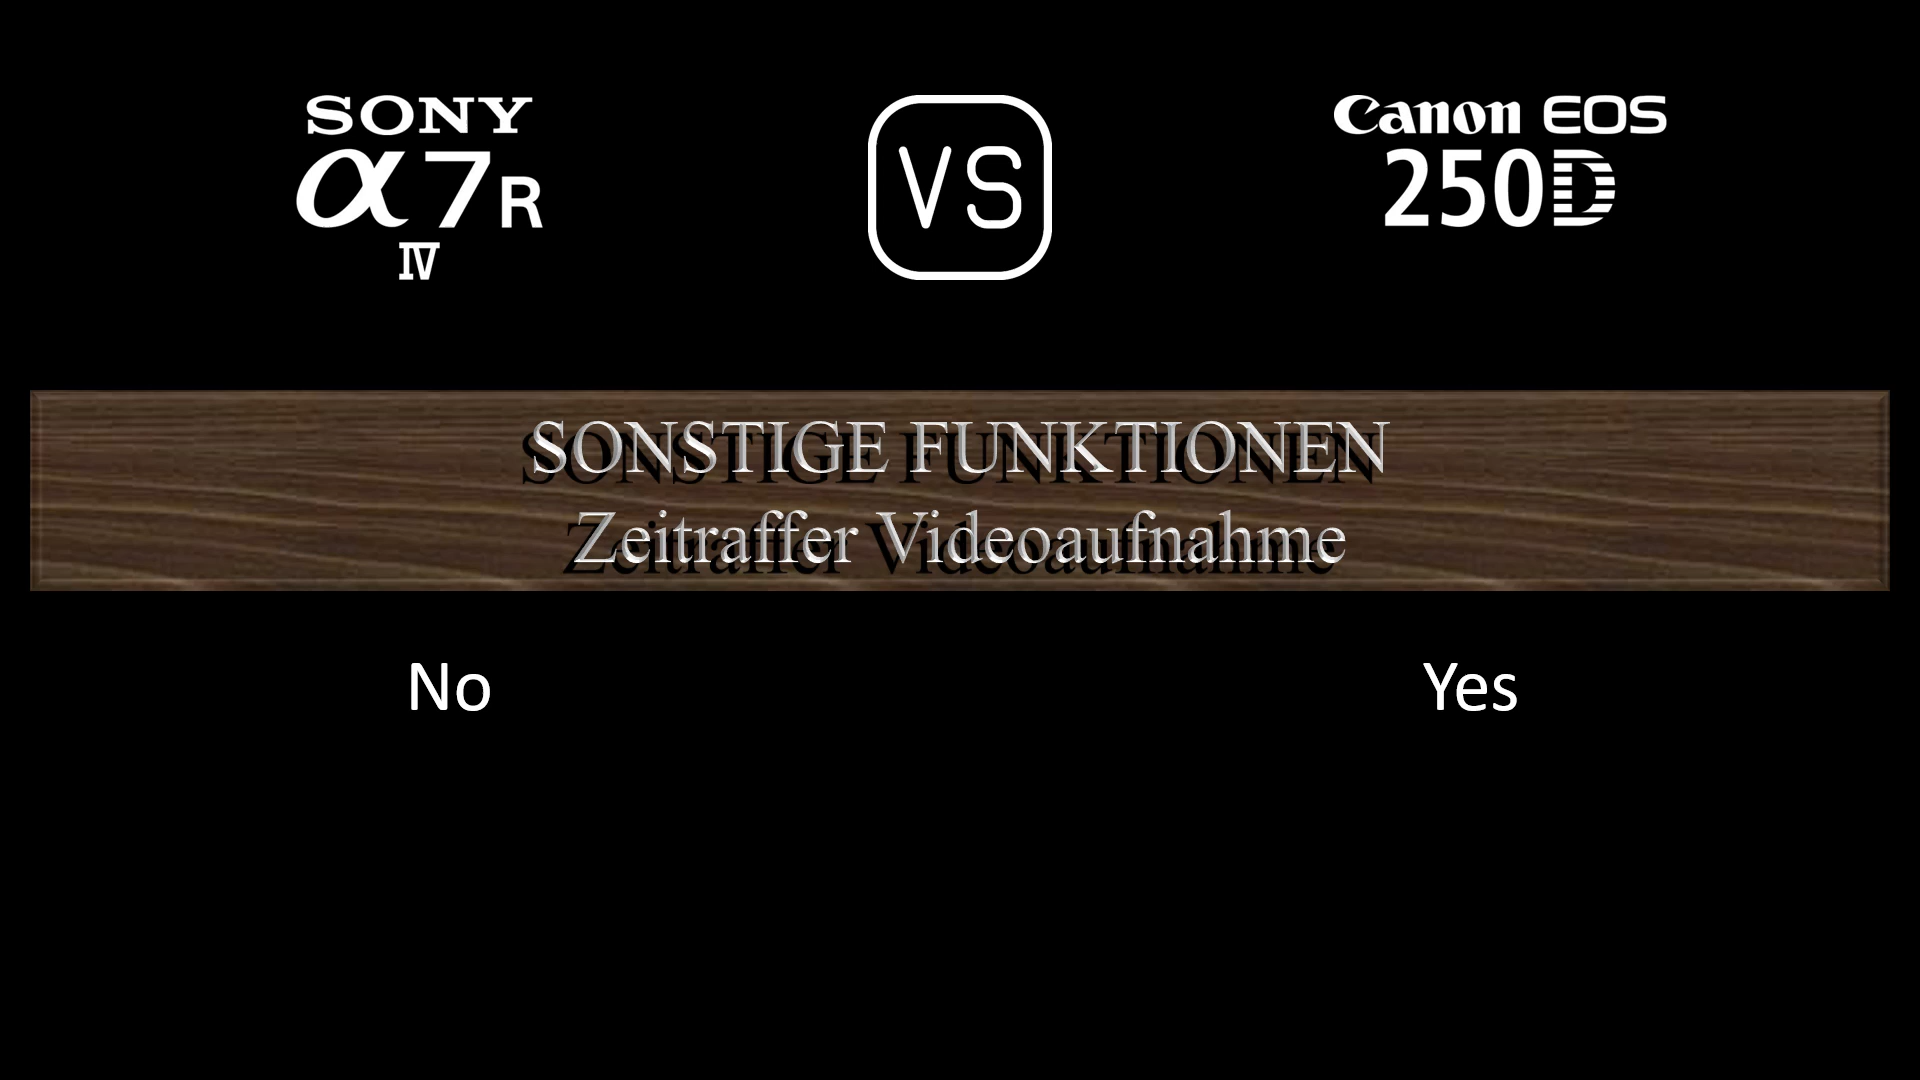 SONY
α7R
IV
VS
Canon EOS
250D
SONSTIGE FUNKTIONEN
Zeitraffer Videoaufnahme
No
Yes